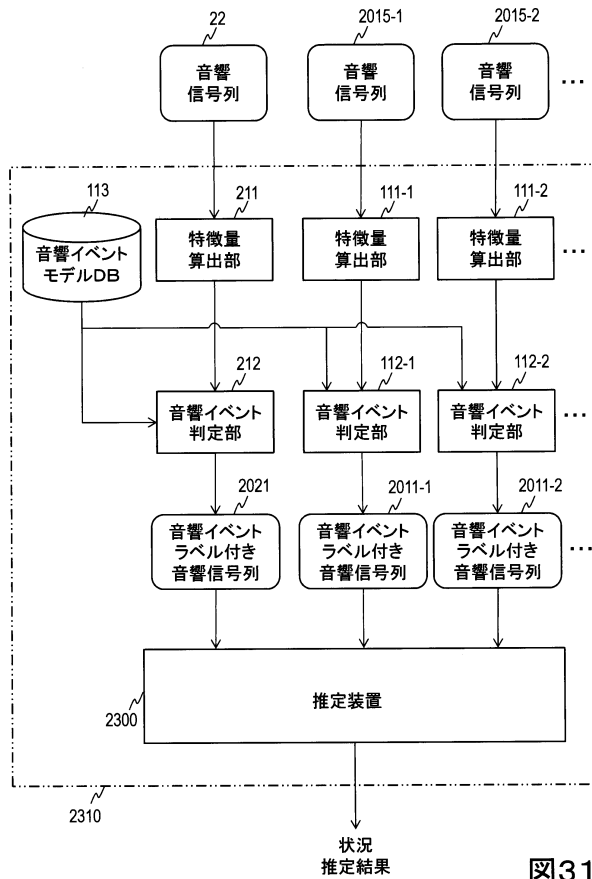 22
2015-1
2015-2
音響
信号列
音響
信号列
音響
信号列
…
113
211
111-1
111-2
音響イベント
モデルDB
特徴量
算出部
特徴量
算出部
特徴量
算出部
…
212
112-1
112-2
音響イベント
判定部
音響イベント
判定部
音響イベント
判定部
…
2021
2011-1
2011-2
音響イベント
ラベル付き
音響信号列
音響イベント
ラベル付き
音響信号列
音響イベント
ラベル付き
音響信号列
…
推定装置
2300
2310
状況
推定結果
図31